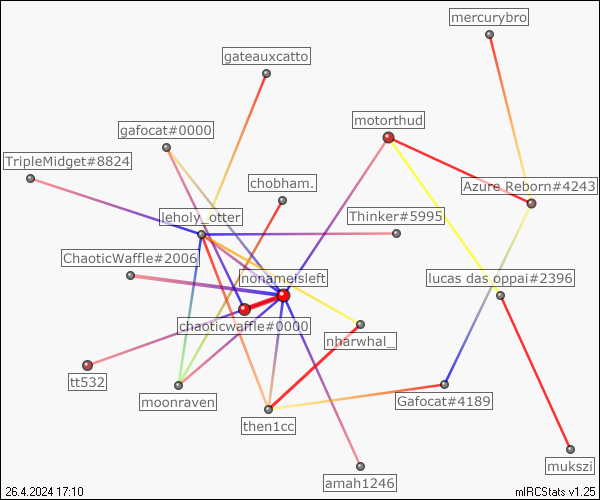 mercurybro
gateauxcatto
motorthud
gafocat#0000
TripleMidget#8824
chobham.
Azure Reborn#4243
leholy_otter
Thinker#5995
ChaoticWaffle#2006
nonameisleft
lucas das oppai#2396
chaoticwaffle#0000
nharwhal_
tt532
moonraven
Gafocat#4189
then1cc
mukszi
amah1246
26.4.2024 17:10
mIRCStats v1.25